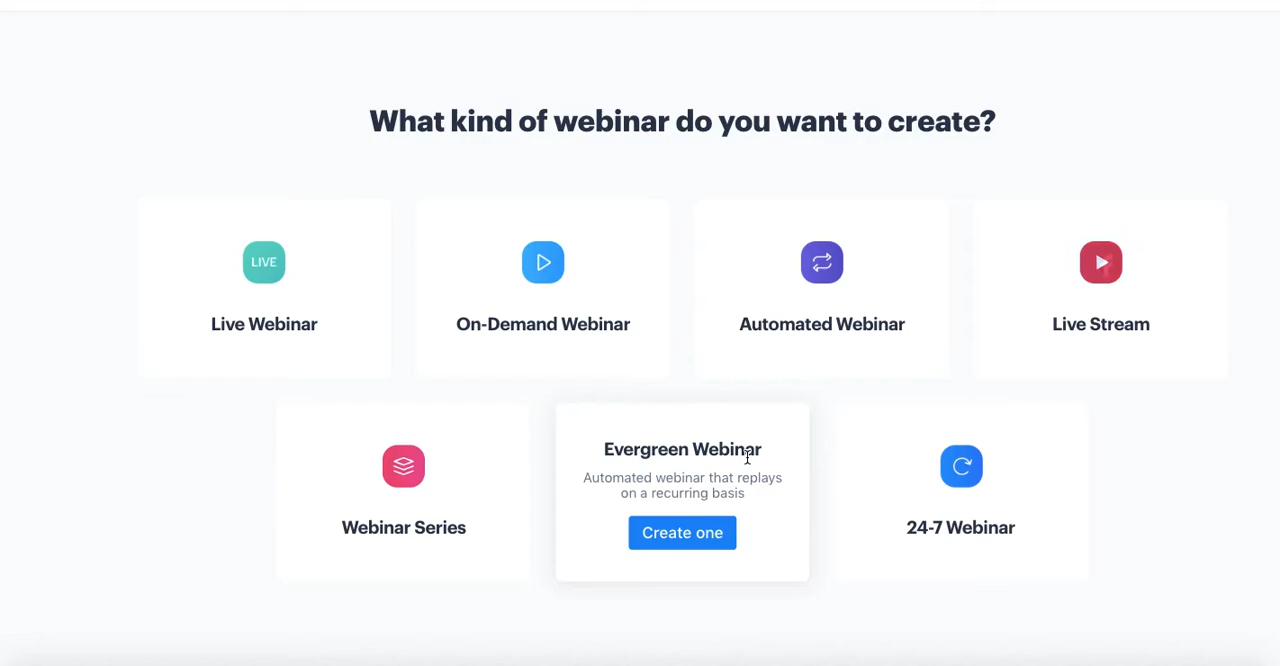 What kind of webinar do you want to create?
LIVE
Live Webinar
On-Demand Webinar
Automated Webinar
Live Stream
Webinar Series
Evergreen Webinar
Automated webinar that replays
on a recurring basis
Create one
24-7 Webinar